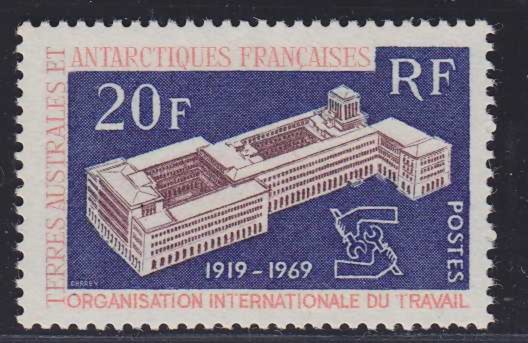 TERRES AUSTRALES ET
ANTARCTIQUES FRANÇAISES
20F
RF
POSTES
1919-1969
ORGANISATION INTERNATIONALE DU TRAVAIL